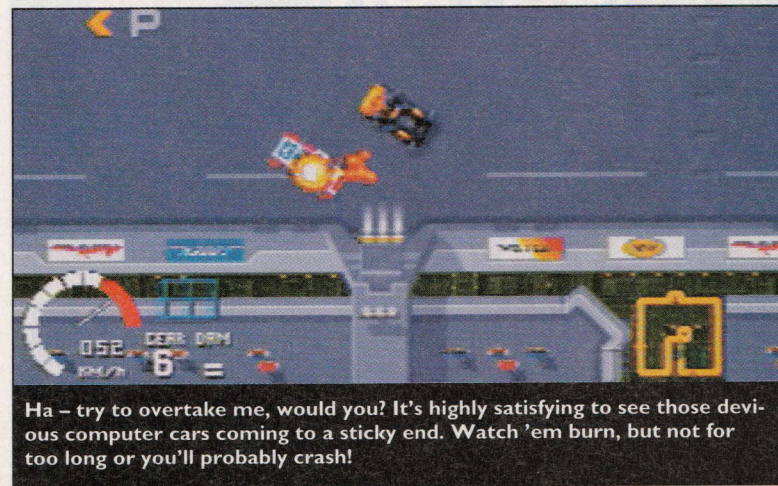 P
052
KM/H
GEAR DAM
6
Ha – try to overtake me, would you? It's highly satisfying to see those devi-
ous computer cars coming to a sticky end. Watch 'em burn, but not for
too long or you'll probably crash!